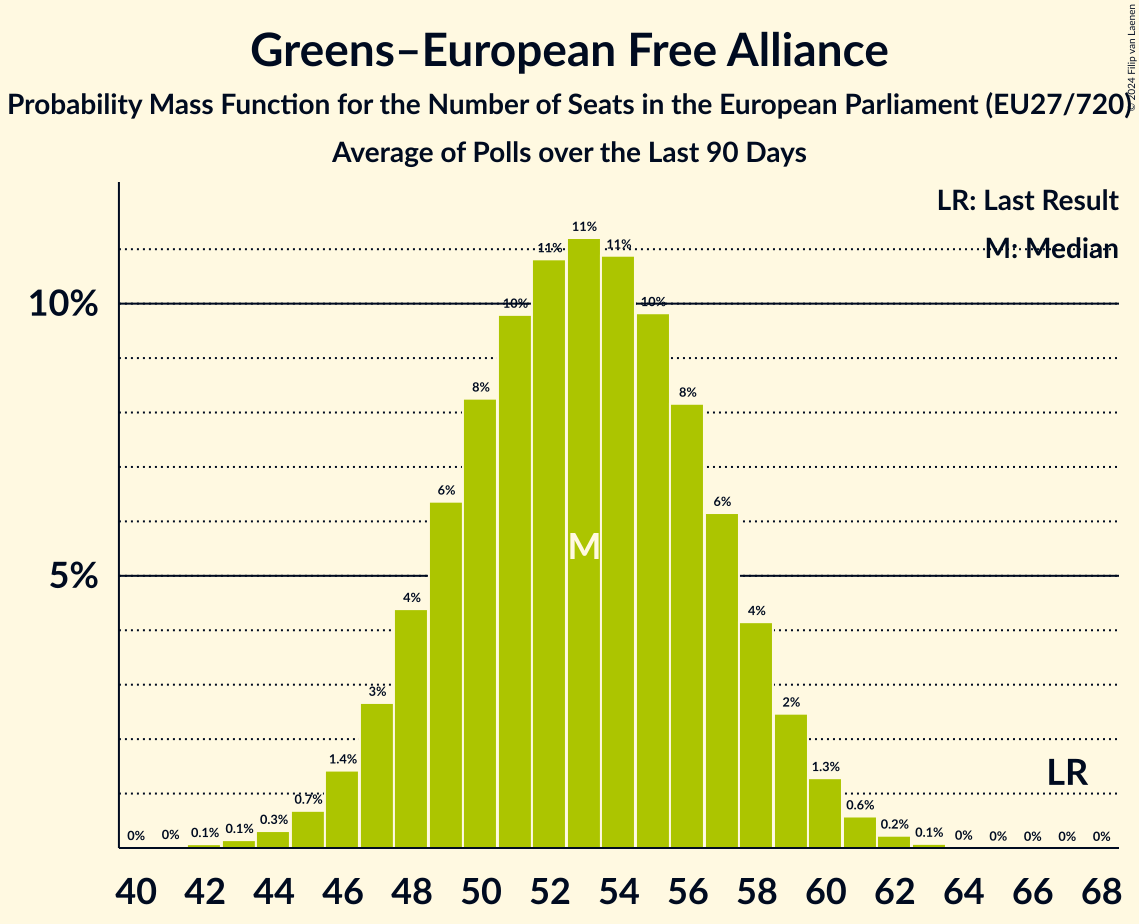 Greens–European Free Alliance
Probability Mass Function for the Number of Seats in the European Parliament (EU27/720)
Average of Polls over the Last 90 Days
© 2024 Filip van Laenen
LR: Last Result
M: Median
10%
5%
0% 0% 0.1% 0.1% 0.3% 0.7% 1.4% 3% 4% 6% 8% 10% 11% 11% 11% 10% 8% 6% 4% 2% 1.3% 0.6% 0.2% 0.1% 0% 0% 0% 0% 0%
M
LR
40 42 44 46 48 50 52 54 56 58 60 62 64 66 68